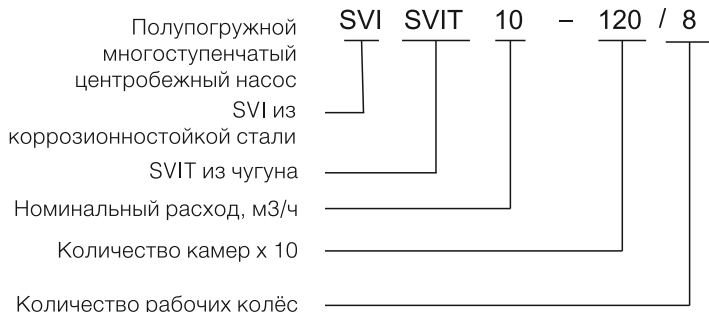 SVI SVIT 10 – 120 / 8
Полупогружной
многоступенчатый
центробежный насос
SVI из
коррозионностойкой стали
SVIT из чугуна
Номинальный расход, м3/ч
Количество камер x 10
Количество рабочих колёс